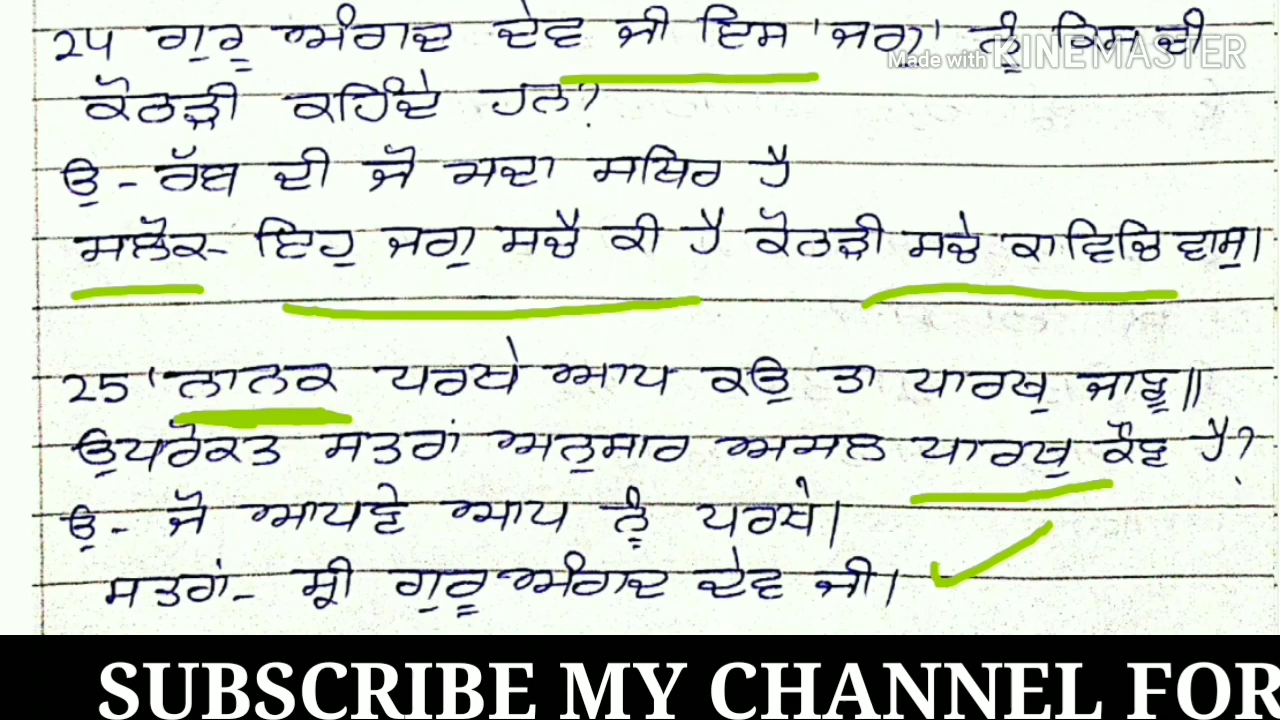 24 ਗੁਰੂ ਅੰਗਦ ਦੇਵ ਜੀ ਇਸ 'ਜਗੁ' ਨੂੰ ਕਿਸ ਦੀ
Made with KINEMASTER
ਕੋਠੜੀ ਕਹਿੰਦੇ ਹਨ?
ਉ - ਰੱਬ ਦੀ ਜੋ ਸਦਾ ਸਥਿਰ ਹੈ
ਸਲੋਕ - ਇਹੁ ਜਗੁ ਸਚੈ ਕੀ ਹੈ ਕੋਠੜੀ ਸਚੇ ਕਾ ਵਿਚਿ ਵਾਸੁ।
25 'ਨਾਨਕ ਪਰਖੇ ਆਪ ਕਉ ਤਾ ਪਾਰਖੁ ਜਾਣੂ॥
ਉਪਰੋਕਤ ਸਤਰਾਂ ਅਨੁਸਾਰ ਅਸਲ ਪਾਰਖੁ ਕੌਣ ਹੈ?
ਉ - ਜੋ ਆਪਣੇ ਆਪ ਨੂੰ ਪਰਖੇ।
ਸਤਰਾਂ - ਸ੍ਰੀ ਗੁਰੂ ਅੰਗਦ ਦੇਵ ਜੀ।
SUBSCRIBE MY CHANNEL FOR